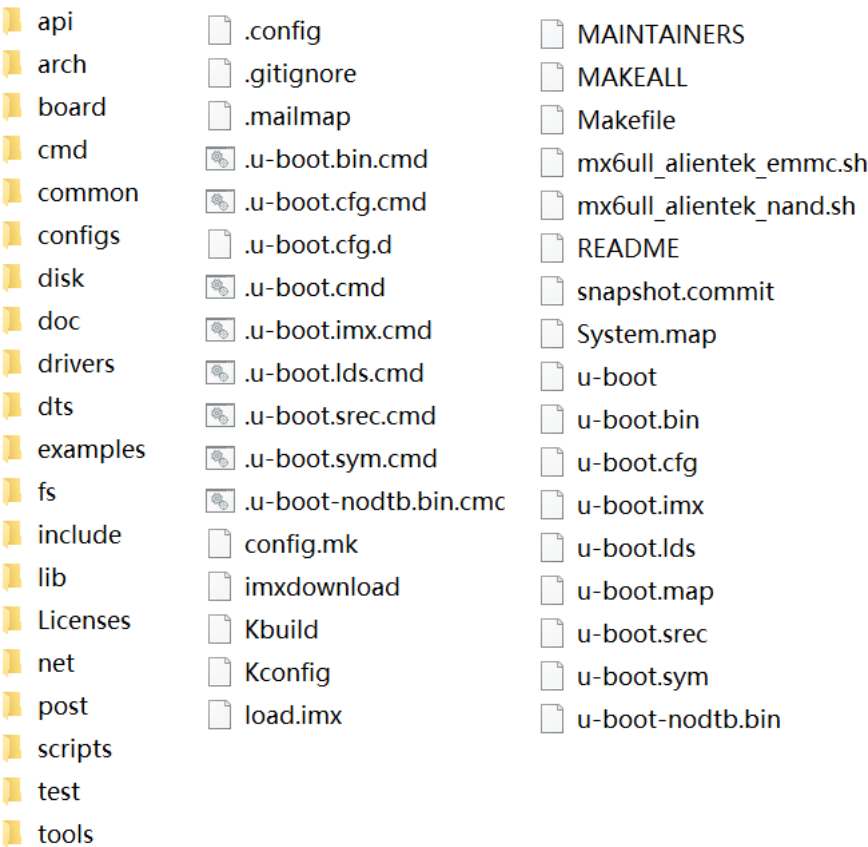 api
arch
board
cmd
common
configs
disk
doc
drivers
dts
examples
fs
include
lib
Licenses
net
post
scripts
test
tools
.config
.gitignore
.mailmap
.u-boot.bin.cmd
.u-boot.cfg.cmd
.u-boot.cfg.d
.u-boot.cmd
.u-boot.imx.cmd
.u-boot.lds.cmd
.u-boot.srec.cmd
.u-boot.sym.cmd
.u-boot-nodtb.bin.cmd
config.mk
imxdownload
Kbuild
Kconfig
load.imx
MAINTAINERS
MAKEALL
Makefile
mx6ull_alientek_emmc.sh
mx6ull_alientek_nand.sh
README
snapshot.commit
System.map
u-boot
u-boot.bin
u-boot.cfg
u-boot.imx
u-boot.lds
u-boot.map
u-boot.srec
u-boot.sym
u-boot-nodtb.bin